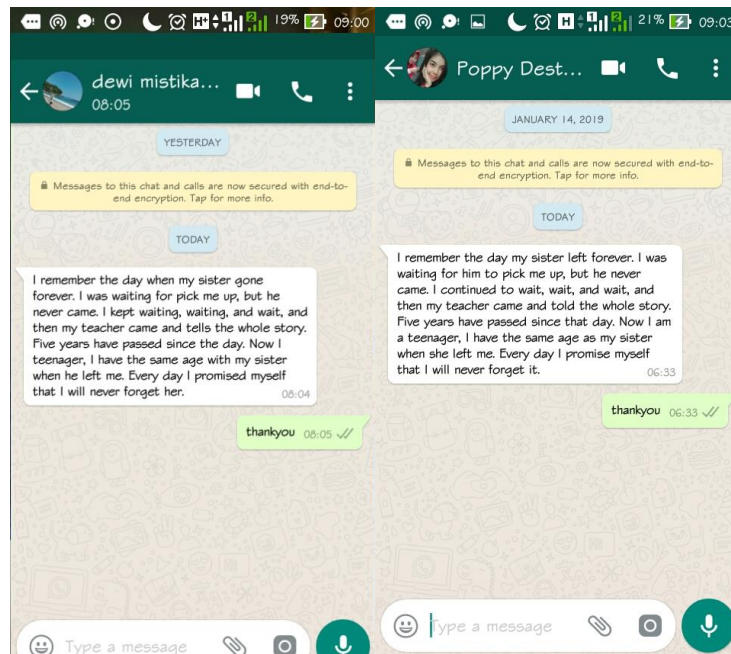 19% 09:00
dewi mistika...
08:05
YESTERDAY
Messages to this chat and calls are now secured with end-to-
end encryption. Tap for more info.
TODAY
I remember the day when my sister gone
forever. I was waiting for pick me up, but he
never came. I kept waiting, waiting, and wait, and
then my teacher came and tells the whole story.
Five years have passed since the day. Now I
teenager, I have the same age with my sister
when he left me. Every day I promised myself
that I will never forget her.
08:04
thankyou 08:05
Type a message
21% 09:03
Poppy Dest...
JANUARY 14, 2019
Messages to this chat and calls are now secured with end-to-
end encryption. Tap for more info.
TODAY
I remember the day my sister left forever. I was
waiting for him to pick me up, but he never
came. I continued to wait, wait, and wait, and
then my teacher came and told the whole story.
Five years have passed since that day. Now I am
a teenager, I have the same age as my sister
when she left me. Every day I promise myself
that I will never forget it.
06:33
thankyou 06:33
Type a message